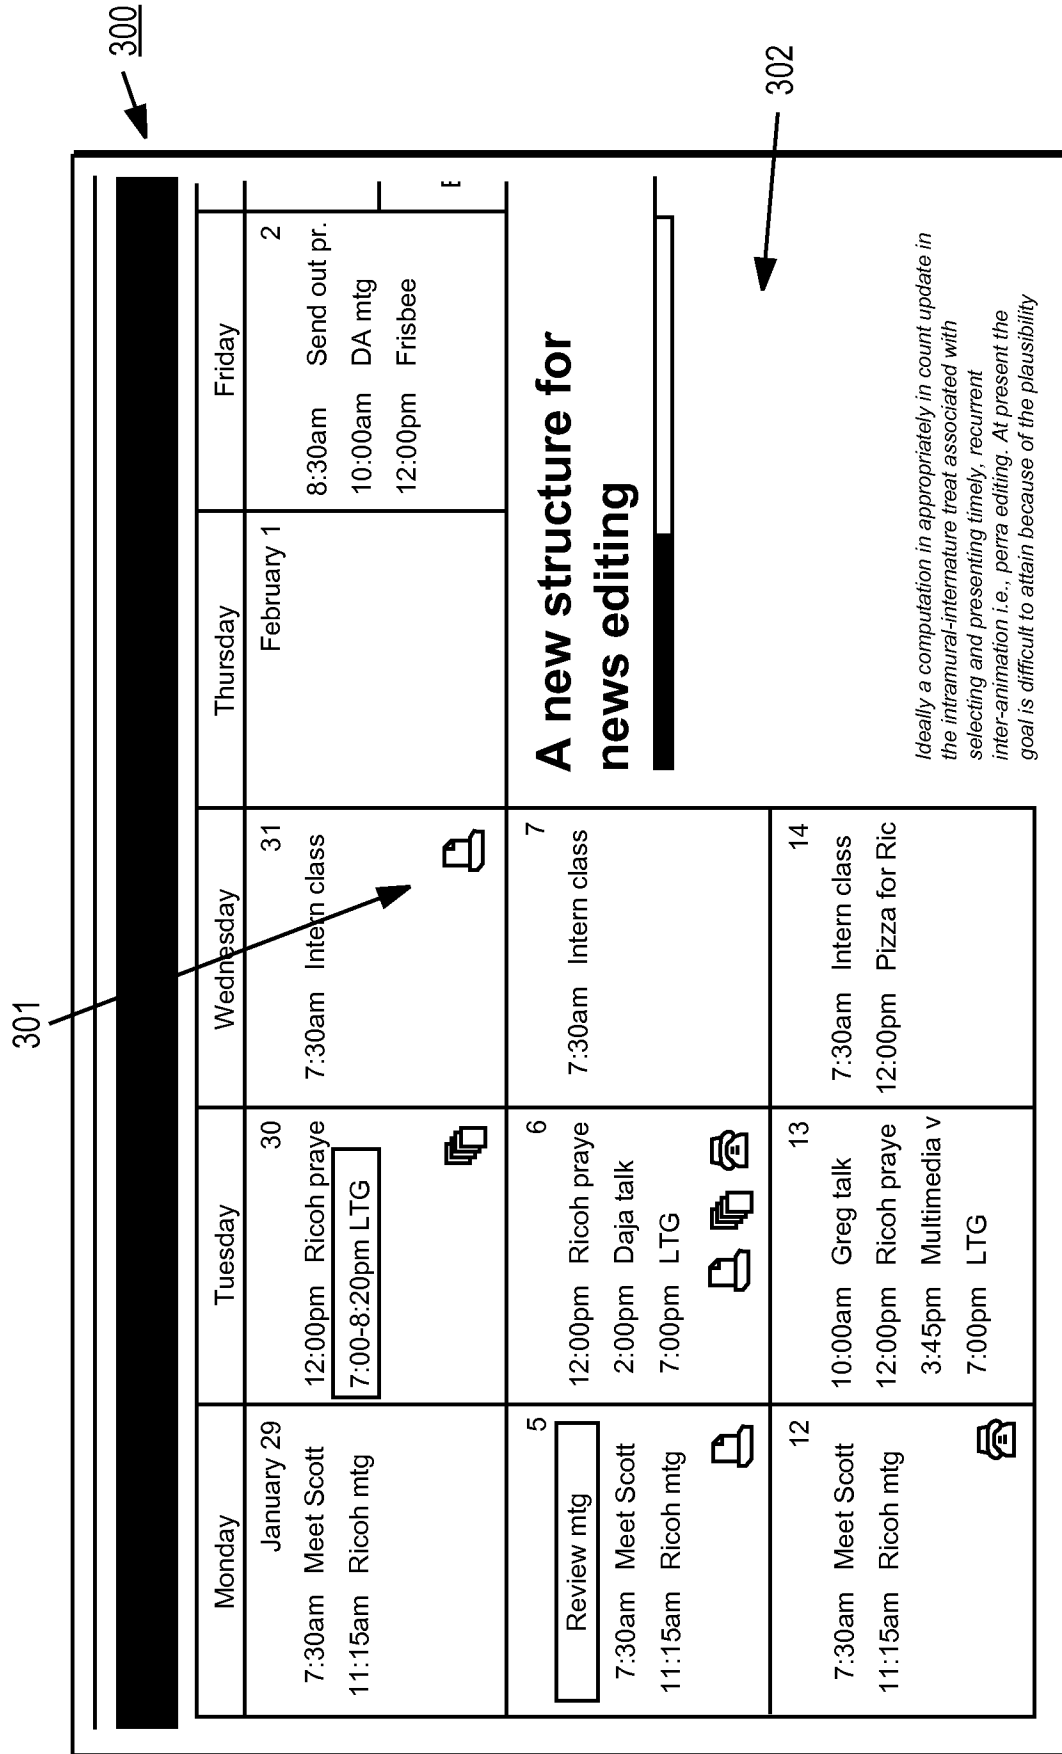 300
301
302
Monday
Tuesday
Wednesday
Thursday
Friday
January 29
7:30am Meet Scott
11:15am Ricoh mtg
30
12:00pm Ricoh praye
7:00-8:20pm LTG
31
7:30am Intern class
February 1
2
8:30am Send out pr.
10:00am DA mtg
12:00pm Frisbee
5
Review mtg
7:30am Meet Scott
11:15am Ricoh mtg
6
12:00pm Ricoh praye
2:00pm Daja talk
7:00pm LTG
7
7:30am Intern class
12
7:30am Meet Scott
11:15am Ricoh mtg
13
10:00am Greg talk
12:00pm Ricoh praye
3:45pm Multimedia v
7:00pm LTG
14
7:30am Intern class
12:00pm Pizza for Ric
A new structure for
news editing
Ideally a computation in appropriately in count update in
the intramural-internature treat associated with
selecting and presenting timely, recurrent
inter-animation i.e., perra editing. At present the
goal is difficult to attain because of the plausibility